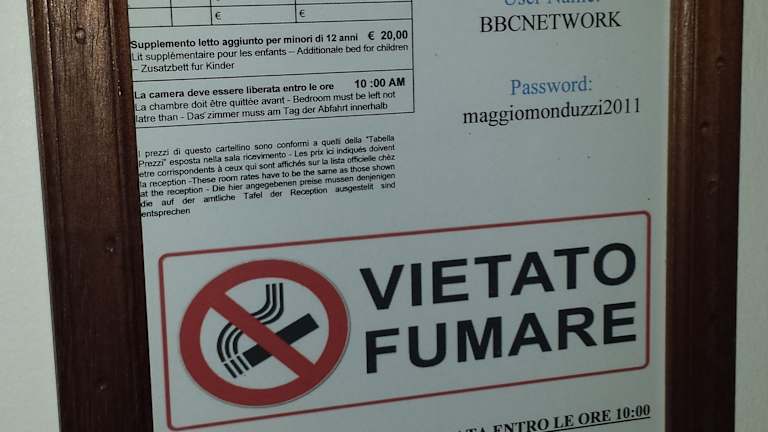 € €
Supplemento letto aggiunto per minori di 12 anni € 20,00
Lit supplèmentaire pour les enfants – Additionale bed for children
– Zusatzbett fur Kinder
La camera deve essere liberata entro le ore 10 :00 AM
La chambre doit être quittée avant - Bedroom must be left not
latre than - Das zimmer muss am Tag der Abfahrt innerhalb
I prezzi di questo cartellino sono conformi a quelli della "Tabella
Prezzi" esposta nella sala ricevimento - Les prix ici indiqués doivent
etre correspondents à ceux qui sont affichés sur la lista officielle chèz
la reception -These room rates have to be the same as those shown
at the reception - Die hier angegebenen preise mussen denjenigen
die auf der amtliche Tafel der Reception ausgestelit sind
entsprechen
User Name:
BBCNETWORK
Password:
maggiomonduzzi2011
VIETATO
FUMARE
ENTRO LE ORE 10:00